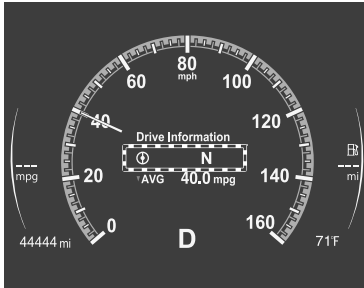 80
mph
60
100
40
120
Drive Information
N
AVG 40.0 mpg
---
mpg
---
mi
20
140
0
160
44444 mi
D
71°F